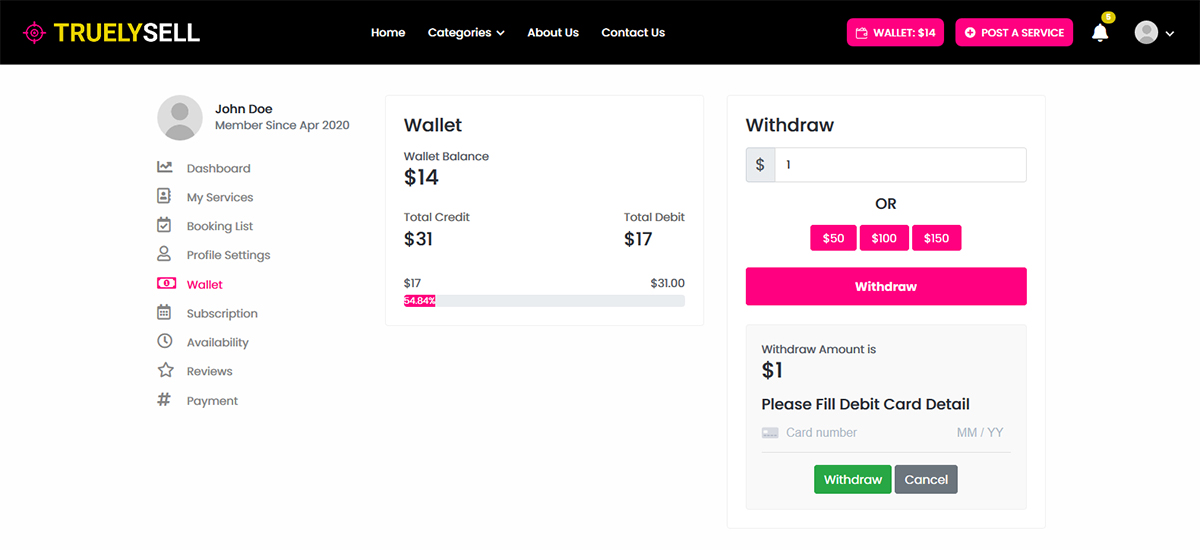 TRUELYSELL
Home Categories About Us Contact Us
WALLET: $14
POST A SERVICE
5
John Doe
Member Since Apr 2020
Dashboard
My Services
Booking List
Profile Settings
Wallet
Subscription
Availability
Reviews
Payment
Wallet
Wallet Balance
$14
Total Credit Total Debit
$31 $17
$17 $31.00
54.84%
Withdraw
$ 1
OR
$50 $100 $150
Withdraw
Withdraw Amount is
$1
Please Fill Debit Card Detail
Card number MM / YY
Withdraw Cancel